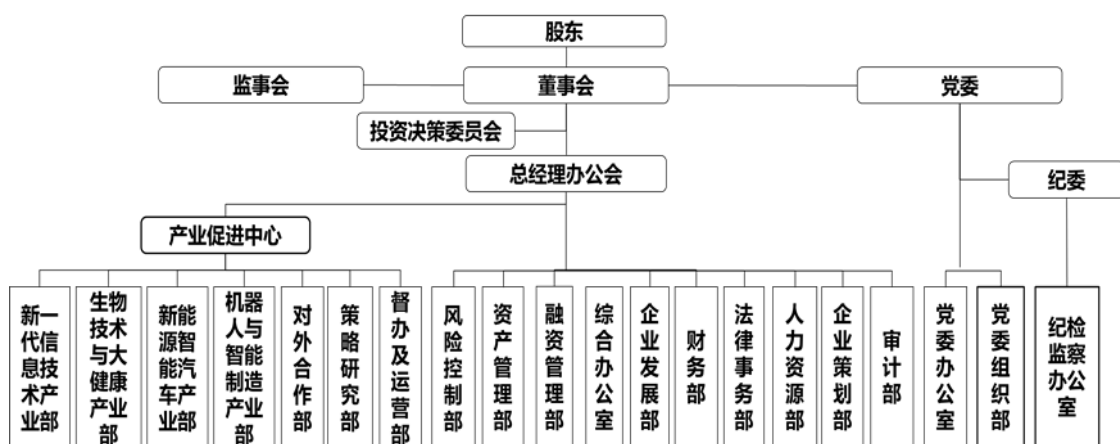 股东
监事会
董事会
党委
投资决策委员会
总经理办公会
纪委
产业促进中心
新一代信息技术产业部
生物技术与大健康产业部
新能源智能汽车产业部
机器人与智能制造产业部
对外合作部
策略研究部
督办及运营部
风险控制部
资产管理部
融资管理部
综合办公室
企业发展部
财务部
法律事务部
人力资源部
企业策划部
审计部
党委办公室
党委组织部
纪检监察办公室